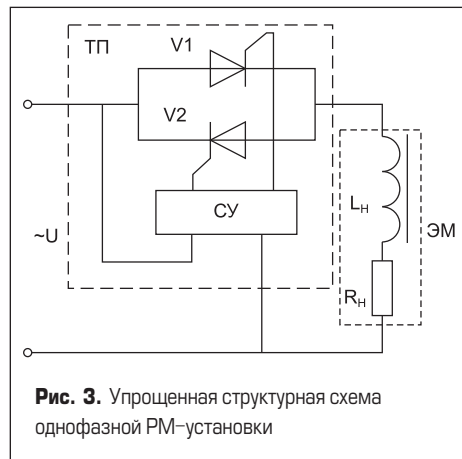 ТП
V1
V2
СУ
~U
Lн
Rн
ЭМ
Рис. 3. Упрощенная структурная схема
однофазной РМ-установки